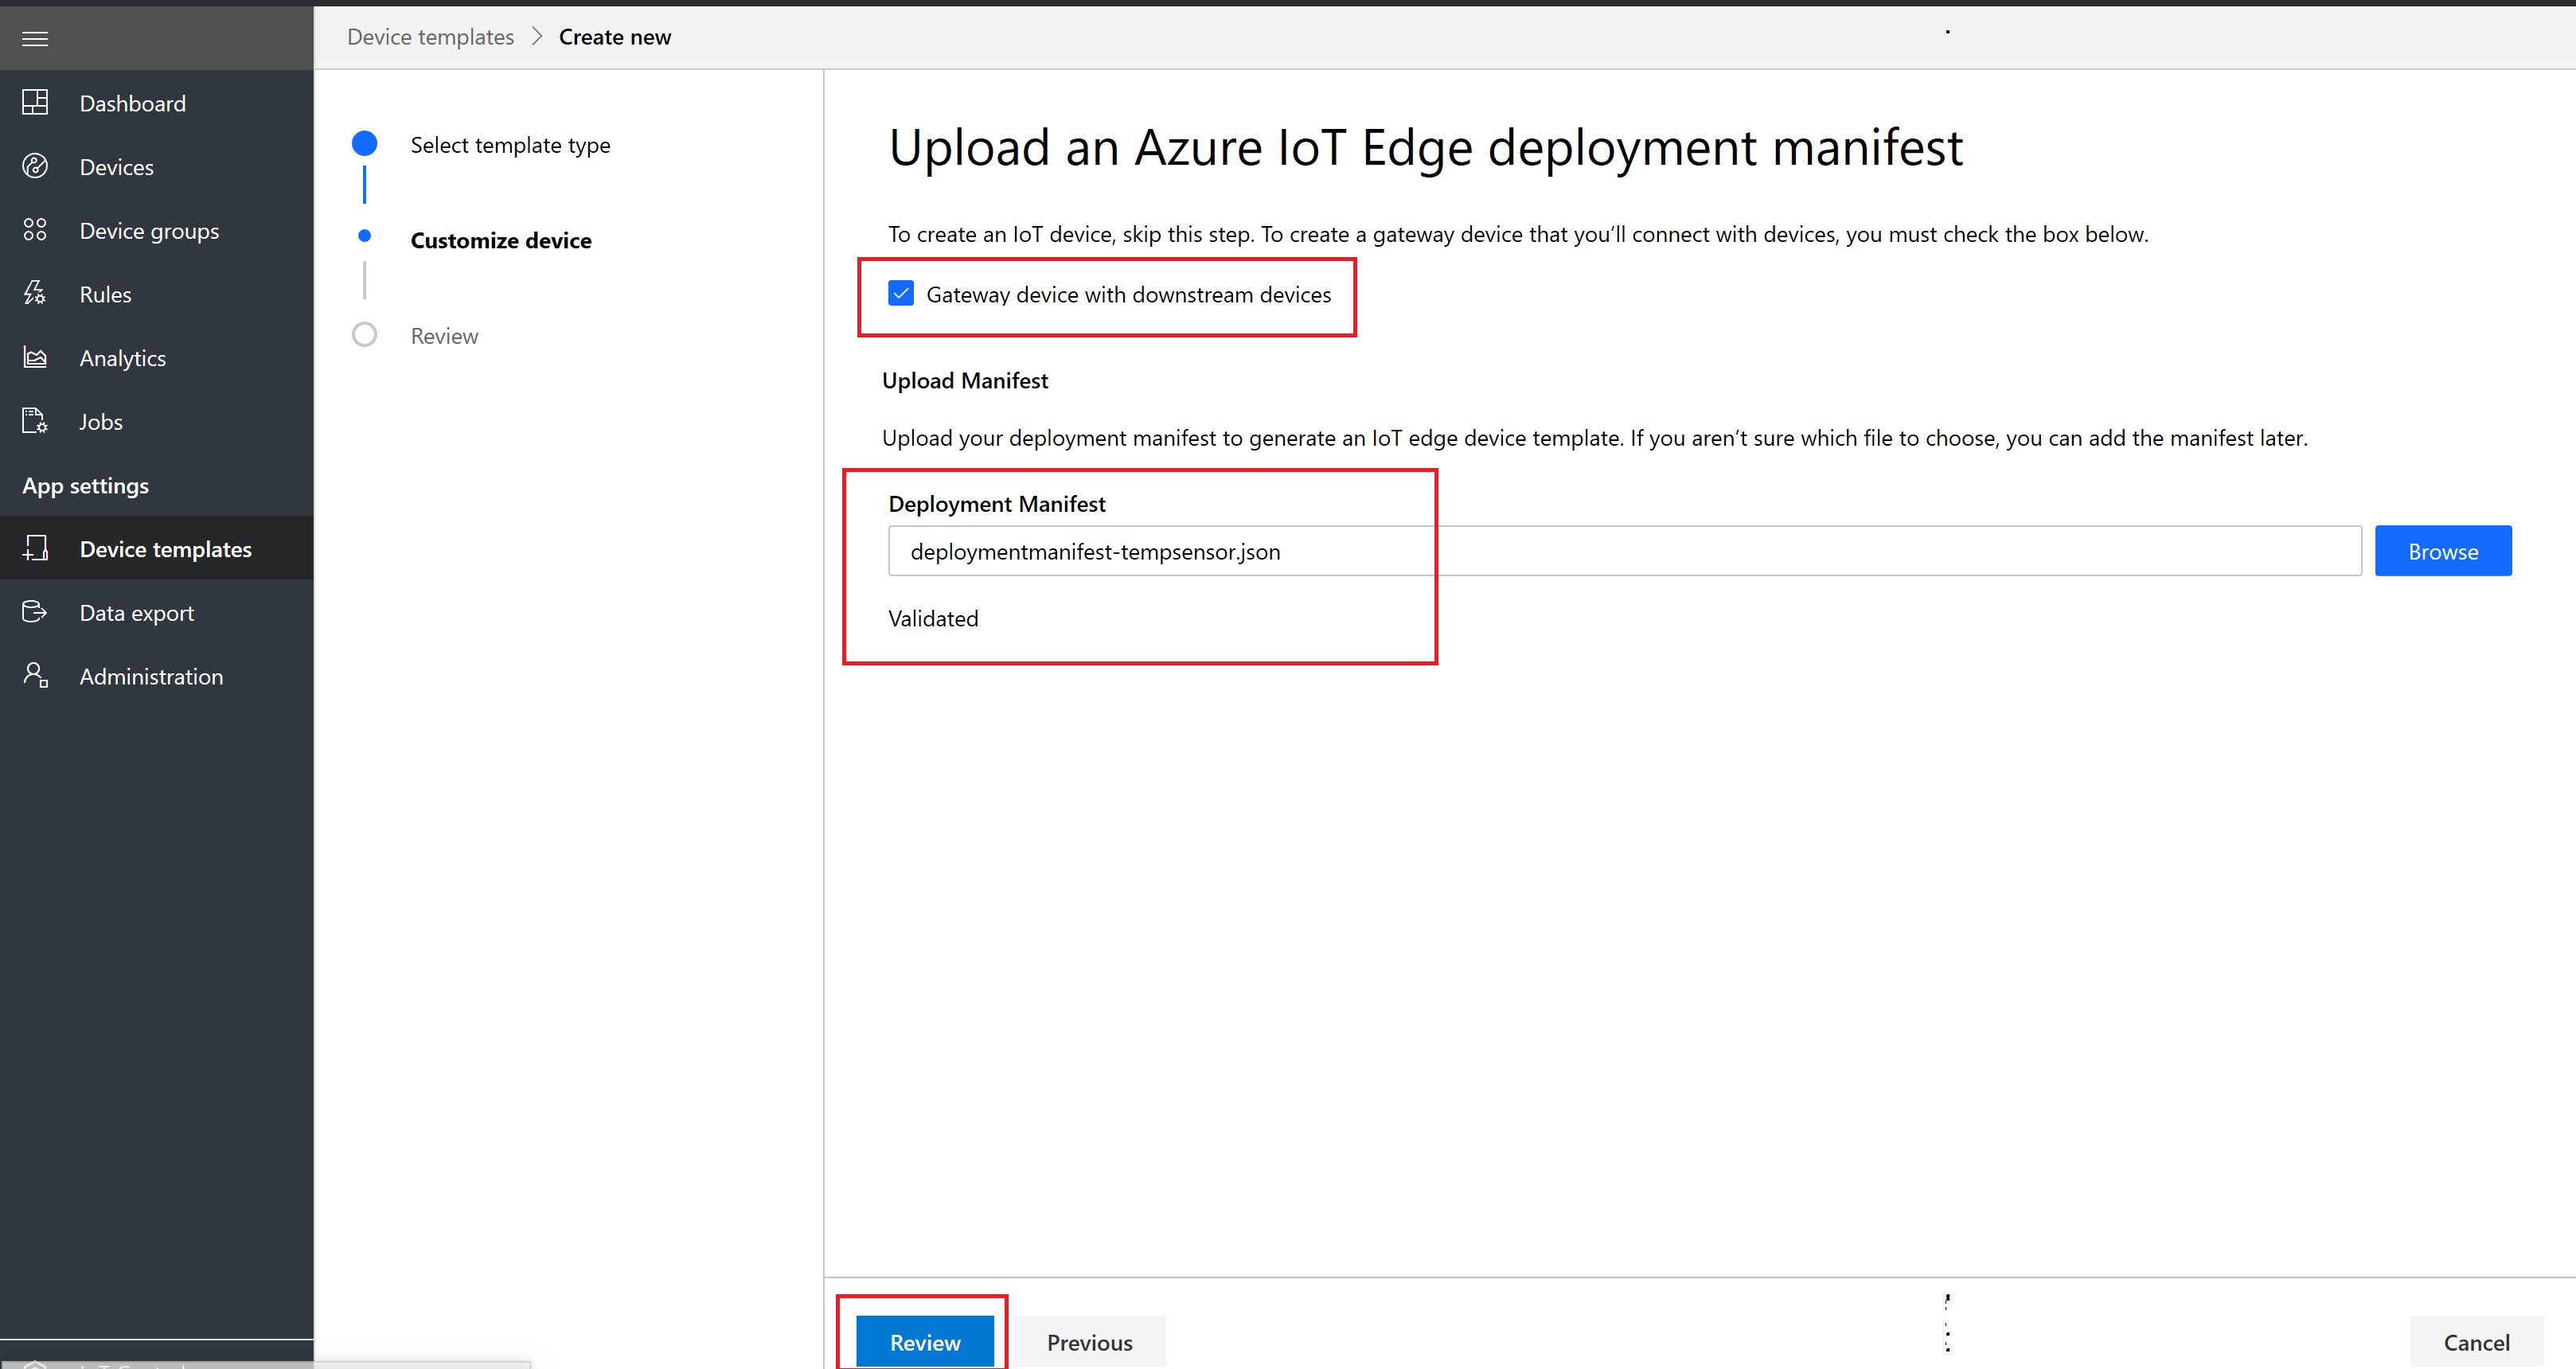 Device templates > Create new
Dashboard
Devices
Device groups
Rules
Analytics
Jobs
App settings
Device templates
Data export
Administration
Select template type
Customize device
Review
Upload an Azure IoT Edge deployment manifest
To create an IoT device, skip this step. To create a gateway device that you’ll connect with devices, you must check the box below.
Gateway device with downstream devices
Upload Manifest
Upload your deployment manifest to generate an IoT edge device template. If you aren’t sure which file to choose, you can add the manifest later.
Deployment Manifest
deploymentmanifest-tempsensor.json
Browse
Validated
Review
Previous
Cancel